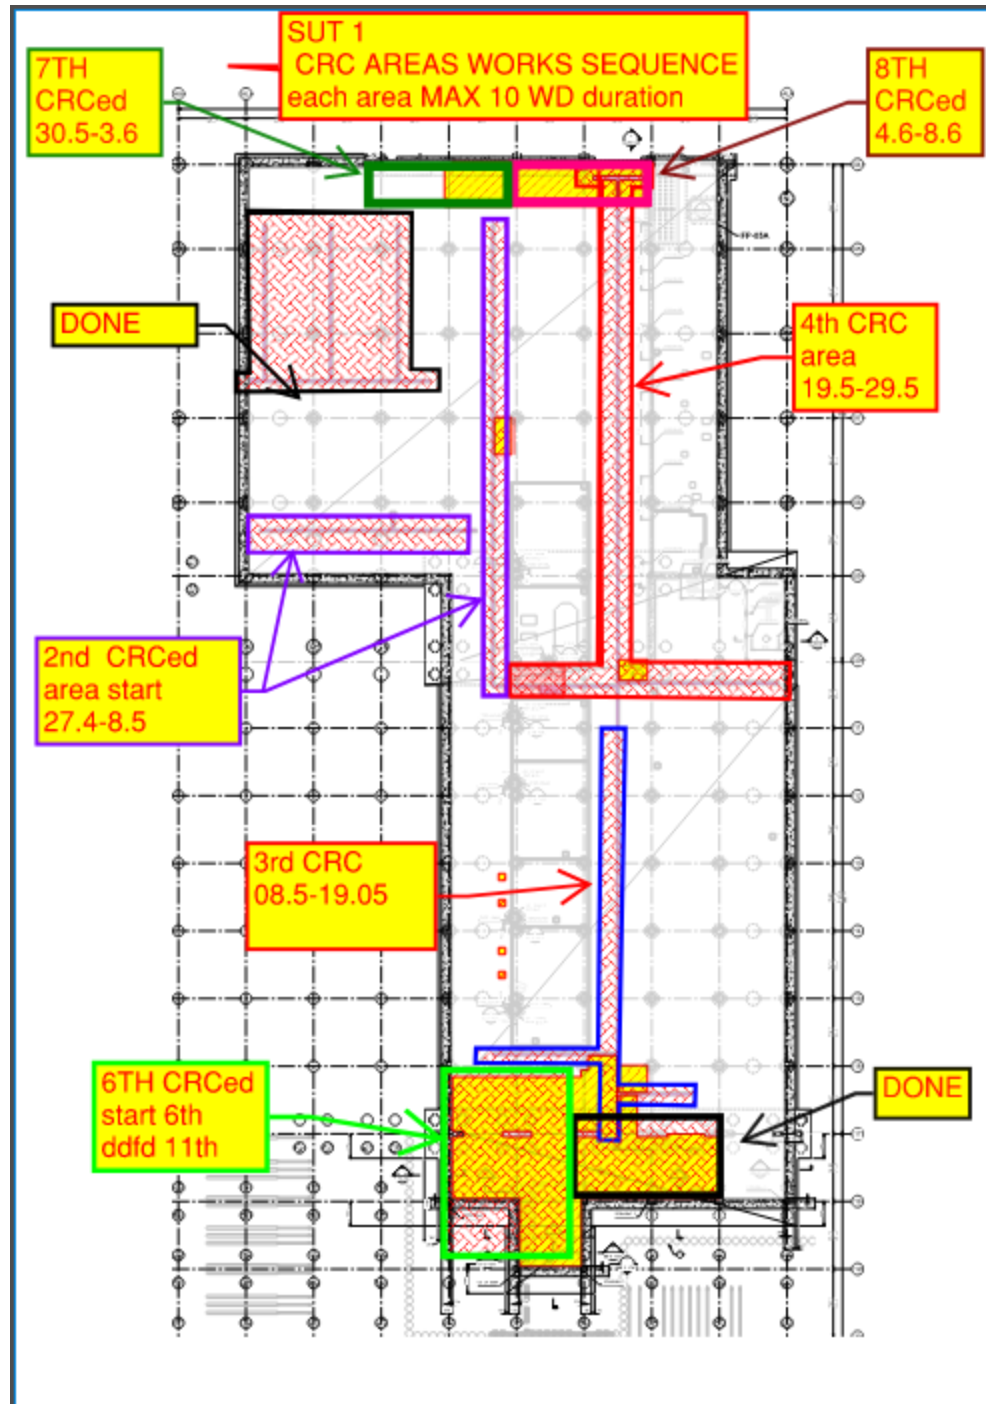 SUT 1
CRC AREAS WORKS SEQUENCE
each area MAX 10 WD duration
7TH
CRCed
30.5-3.6
8TH
CRCed
4.6-8.6
FF-05A
DONE
4th CRC
area
19.5-29.5
2nd CRCed
area start
27.4-8.5
3rd CRC
08.5-19.05
6TH CRCed
start 6th
ddfd 11th
DONE